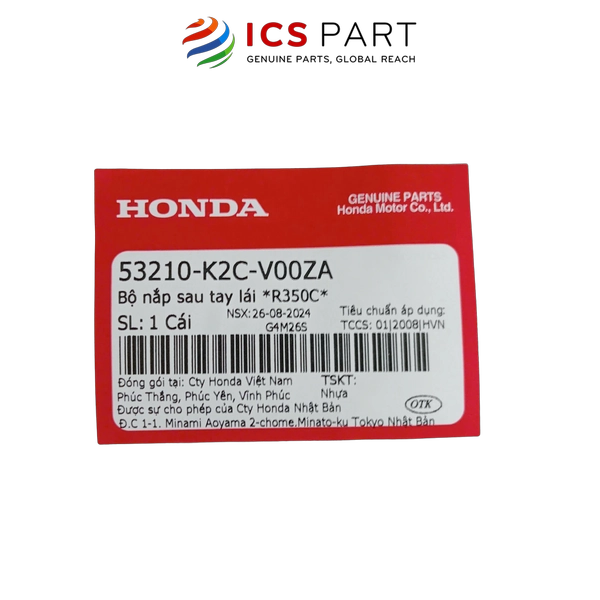 ICS PART
GENUINE PARTS, GLOBAL REACH
HONDA
GENUINE PARTS
Honda Motor Co., Ltd.
53210-K2C-V00ZA
Bộ nắp sau tay lái *R350C*
SL: 1 Cái
NSX: 26-08-2024
G4M26S
Tiêu chuẩn áp dụng:
TCCS: 01|2008|HVN
Đóng gói tại: Cty Honda Việt Nam
Phúc Thắng, Phúc Yên, Vĩnh Phúc
Được sự cho phép của Cty Honda Nhật Bản
Đ.C 1-1. Minami Aoyama 2-chome,Minato-ku Tokyo Nhật Bản
TSKT:
Nhựa
OTK